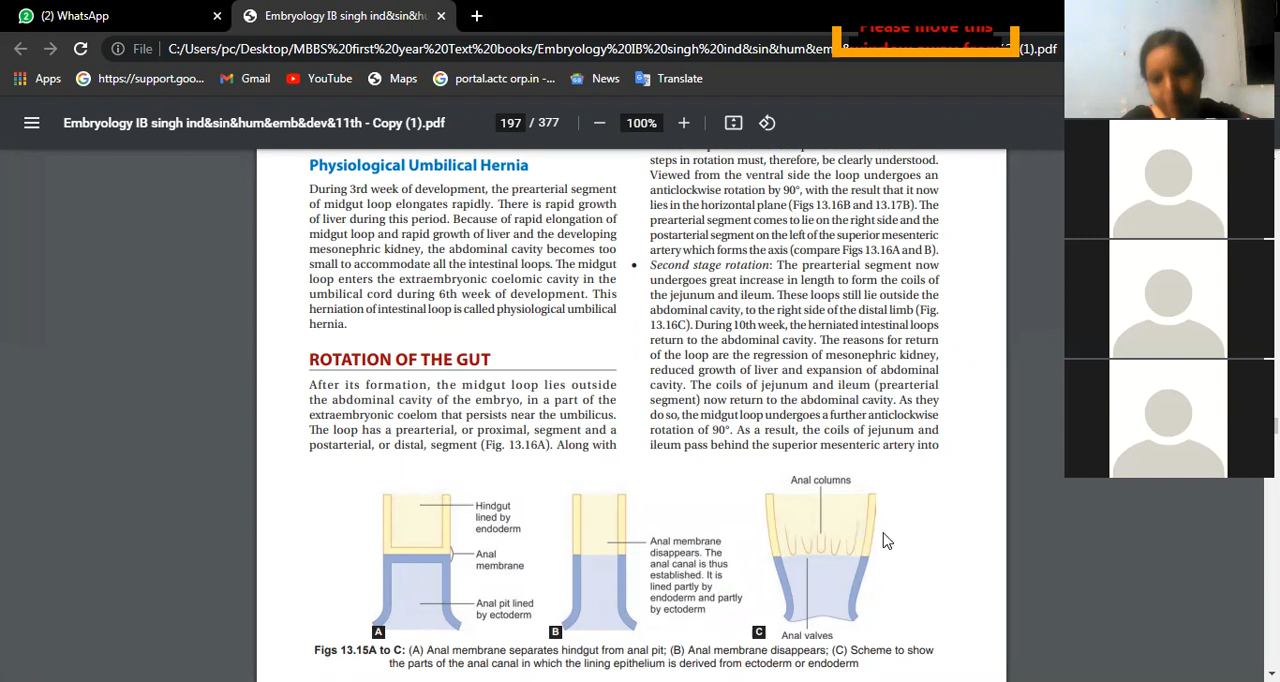 WhatsApp
Embryology IB singh ind&sin&hu
Please move this
window away from
File
C:/Users/pc/Desktop/MBBS%20first%20year%20Text%20books/Embryology%20IB%20singh%20ind&sin&hum&em
(1).pdf
Apps
https://support.goo...
Gmail
YouTube
Maps
portal.actc orp.in -...
News
Translate
Embryology IB singh ind&sin&hum&emb&dev&11th - Copy (1).pdf
197 / 377
100%
Physiological Umbilical Hernia
During 3rd week of development, the prearterial segment
of midgut loop elongates rapidly. There is rapid growth
of liver during this period. Because of rapid elongation of
midgut loop and rapid growth of liver and the developing
mesonephric kidney, the abdominal cavity becomes too
small to accommodate all the intestinal loops. The midgut
loop enters the extraembryonic coelomic cavity in the
umbilical cord during 6th week of development. This
herniation of intestinal loop is called physiological umbilical
hernia.
ROTATION OF THE GUT
After its formation, the midgut loop lies outside
the abdominal cavity of the embryo, in a part of the
extraembryonic coelom that persists near the umbilicus.
The loop has a prearterial, or proximal, segment and a
postarterial, or distal, segment (Fig. 13.16A). Along with
steps in rotation must, therefore, be clearly understood.
Viewed from the ventral side the loop undergoes an
anticlockwise rotation by 90°, with the result that it now
lies in the horizontal plane (Figs 13.16B and 13.17B). The
prearterial segment comes to lie on the right side and the
postarterial segment on the left of the superior mesenteric
artery which forms the axis (compare Figs 13.16A and B).
• Second stage rotation: The prearterial segment now
undergoes great increase in length to form the coils of
the jejunum and ileum. These loops still lie outside the
abdominal cavity, to the right side of the distal limb (Fig.
13.16C). During 10th week, the herniated intestinal loops
return to the abdominal cavity. The reasons for return
of the loop are the regression of mesonephric kidney,
reduced growth of liver and expansion of abdominal
cavity. The coils of jejunum and ileum (prearterial
segment) now return to the abdominal cavity. As they
do so, the midgut loop undergoes a further anticlockwise
rotation of 90°. As a result, the coils of jejunum and
ileum pass behind the superior mesenteric artery into
Hindgut
lined by
endoderm
Anal
membrane
Anal pit lined
by ectoderm
A
Anal membrane
disappears. The
anal canal is thus
established. It is
lined partly by
endoderm and partly
by ectoderm
B
Anal columns
Anal valves
C
Figs 13.15A to C: (A) Anal membrane separates hindgut from anal pit; (B) Anal membrane disappears; (C) Scheme to show
the parts of the anal canal in which the lining epithelium is derived from ectoderm or endoderm